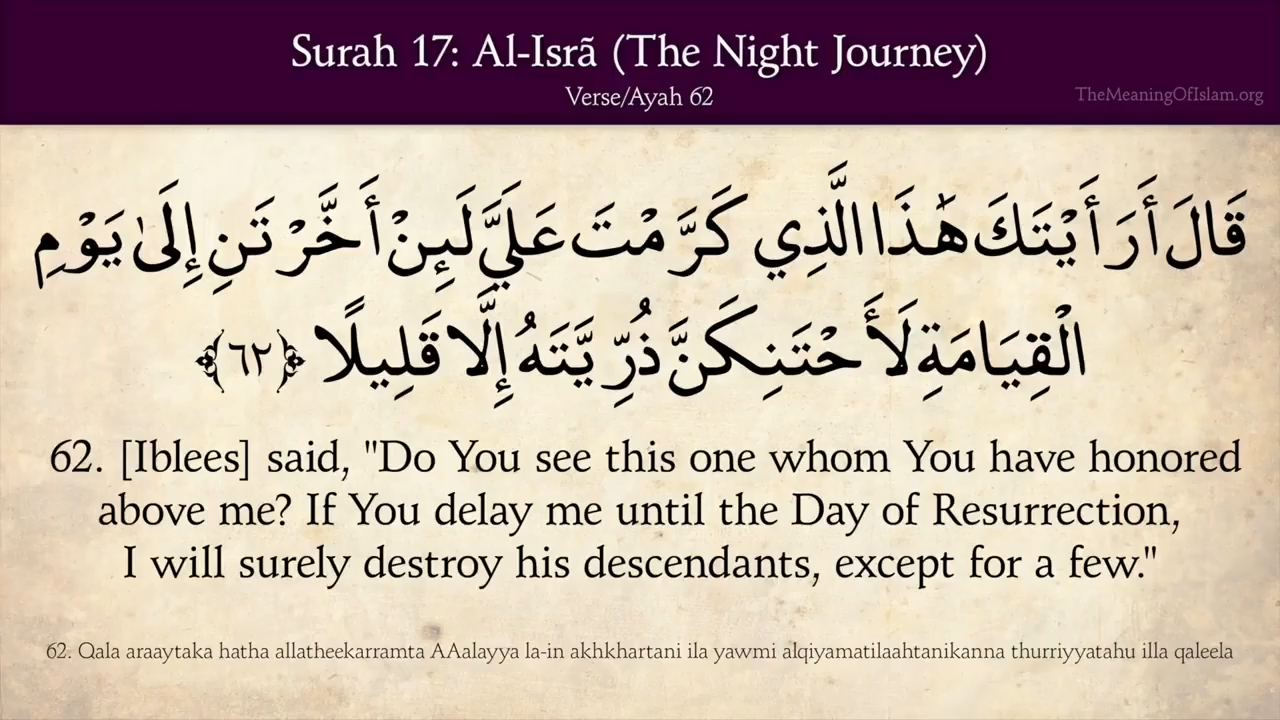 Surah 17: Al-Isrã (The Night Journey)
Verse/Ayah 62
TheMeaningOfIslam.org
قَالَ أَرَأَيْتَكَ هَٰذَا الَّذِي كَرَّمْتَ عَلَيَّ لَئِنْ أَخَّرْتَنِ إِلَىٰ يَوْمِ
الْقِيَامَةِ لَأَحْتَنِكَنَّ ذُرِّيَّتَهُ إِلَّا قَلِيلًا ﴿٦٢﴾
62. [Iblees] said, "Do You see this one whom You have honored
above me? If You delay me until the Day of Resurrection,
I will surely destroy his descendants, except for a few."
62. Qala araaytaka hatha allatheekarramta AAalayya la-in akhkhartani ila yawmi alqiyamatilaahtanikanna thurriyyatahu illa qaleela